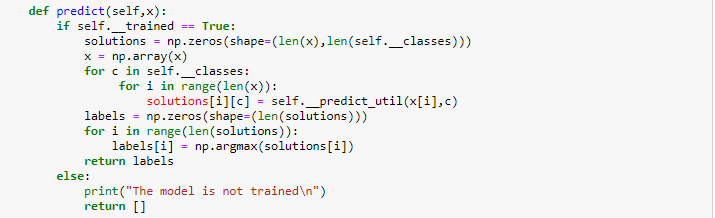 def predict(self,x):
    if self.__trained == True:
        solutions = np.zeros(shape=(len(x),len(self.__classes)))
        x = np.array(x)
        for c in self.__classes:
             for i in range(len(x)):
                 solutions[i][c] = self.__predict_util(x[i],c)
        labels = np.zeros(shape=(len(solutions)))
        for i in range(len(solutions)):
            labels[i] = np.argmax(solutions[i])
        return labels
    else:
        print("The model is not trained\n")
        return []